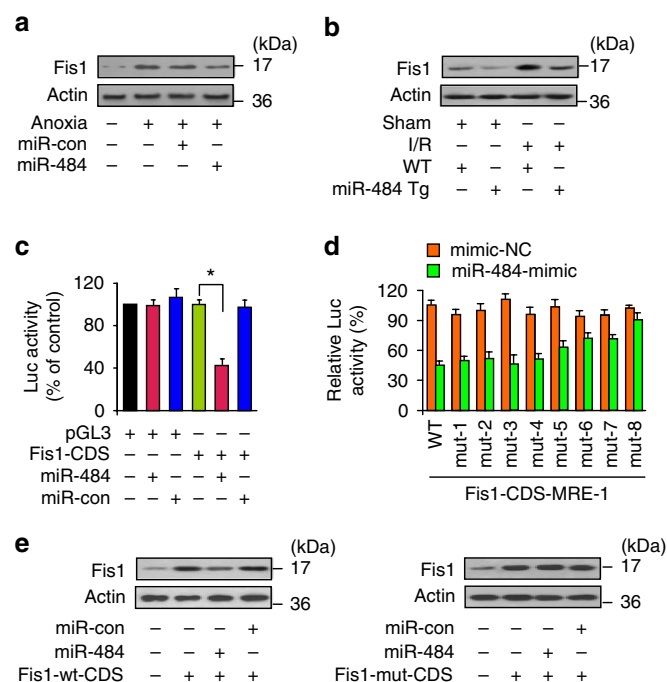 a
(kDa)
Fis1
17
Actin
36
Anoxia – + + +
miR-con – – + –
miR-484 – – – +
b
(kDa)
Fis1
17
Actin
36
Sham + + – –
I/R – – + +
WT + – + –
miR-484 Tg – + – +
c
Luc activity
(% of control)
120
80
40
0
*
pGL3 + + + – – –
Fis1-CDS – – – + + +
miR-484 – + – – + –
miR-con – – + – – +
d
mimic-NC
miR-484-mimic
Relative Luc
activity (%)
120
90
60
30
0
WT
mut-1
mut-2
mut-3
mut-4
mut-5
mut-6
mut-7
mut-8
Fis1-CDS-MRE-1
e
(kDa)
Fis1
17
Actin
36
miR-con – – – +
miR-484 – – + –
Fis1-wt-CDS – + + +
(kDa)
Fis1
17
Actin
36
miR-con – – – +
miR-484 – – + –
Fis1-mut-CDS – + + +